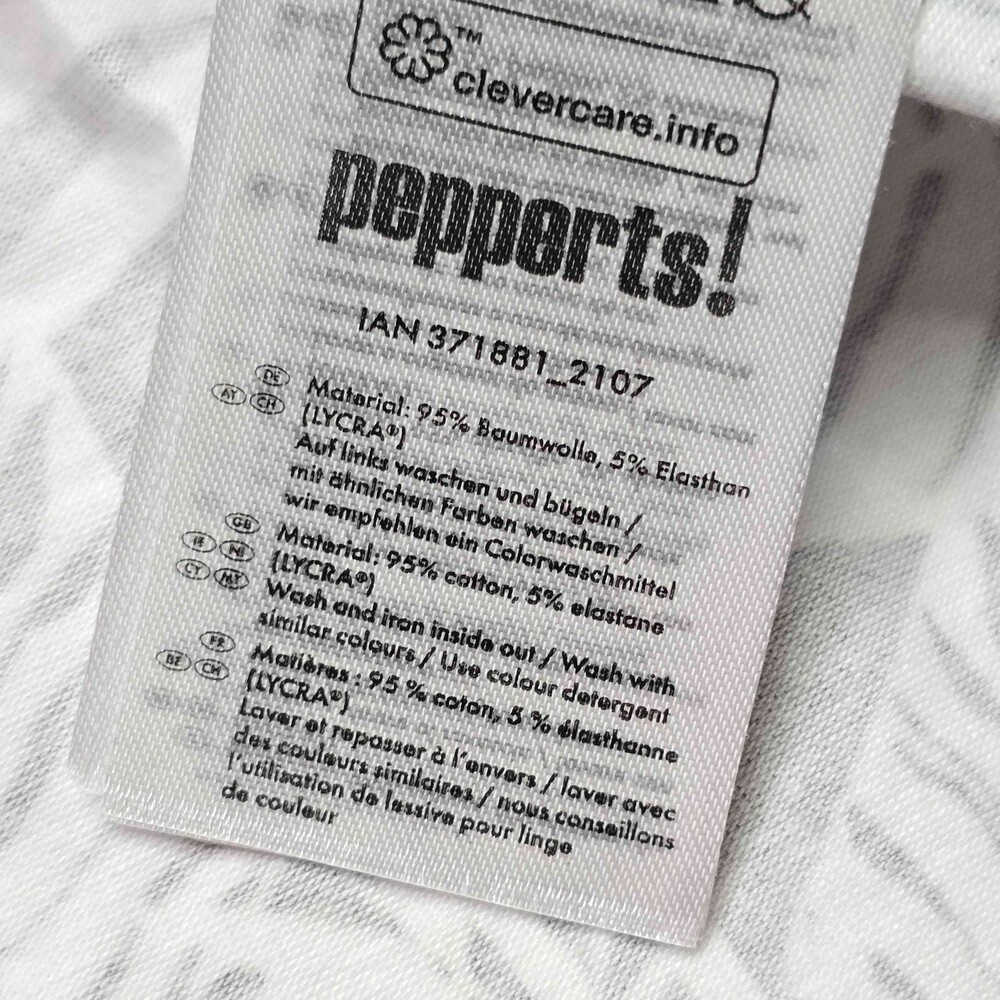 ™
clevercare.info
pepperts!
IAN 371881_2107
DE Material: 95% Baumwolle, 5% Elasthan
AT CH (LYCRA®)
Auf links waschen und bügeln /
mit ähnlichen Farben waschen /
wir empfehlen ein Colorwaschmittel
GB Material: 95% cotton, 5% elastane
IE NI (LYCRA®)
CY MT Wash and iron inside out / Wash with
similar colours / Use colour detergent
FR Matières : 95 % coton, 5 % élasthanne
BE CH (LYCRA®)
Laver et repasser à l'envers / laver avec
des couleurs similaires / nous conseillons
l'utilisation de lessive pour linge
de couleur